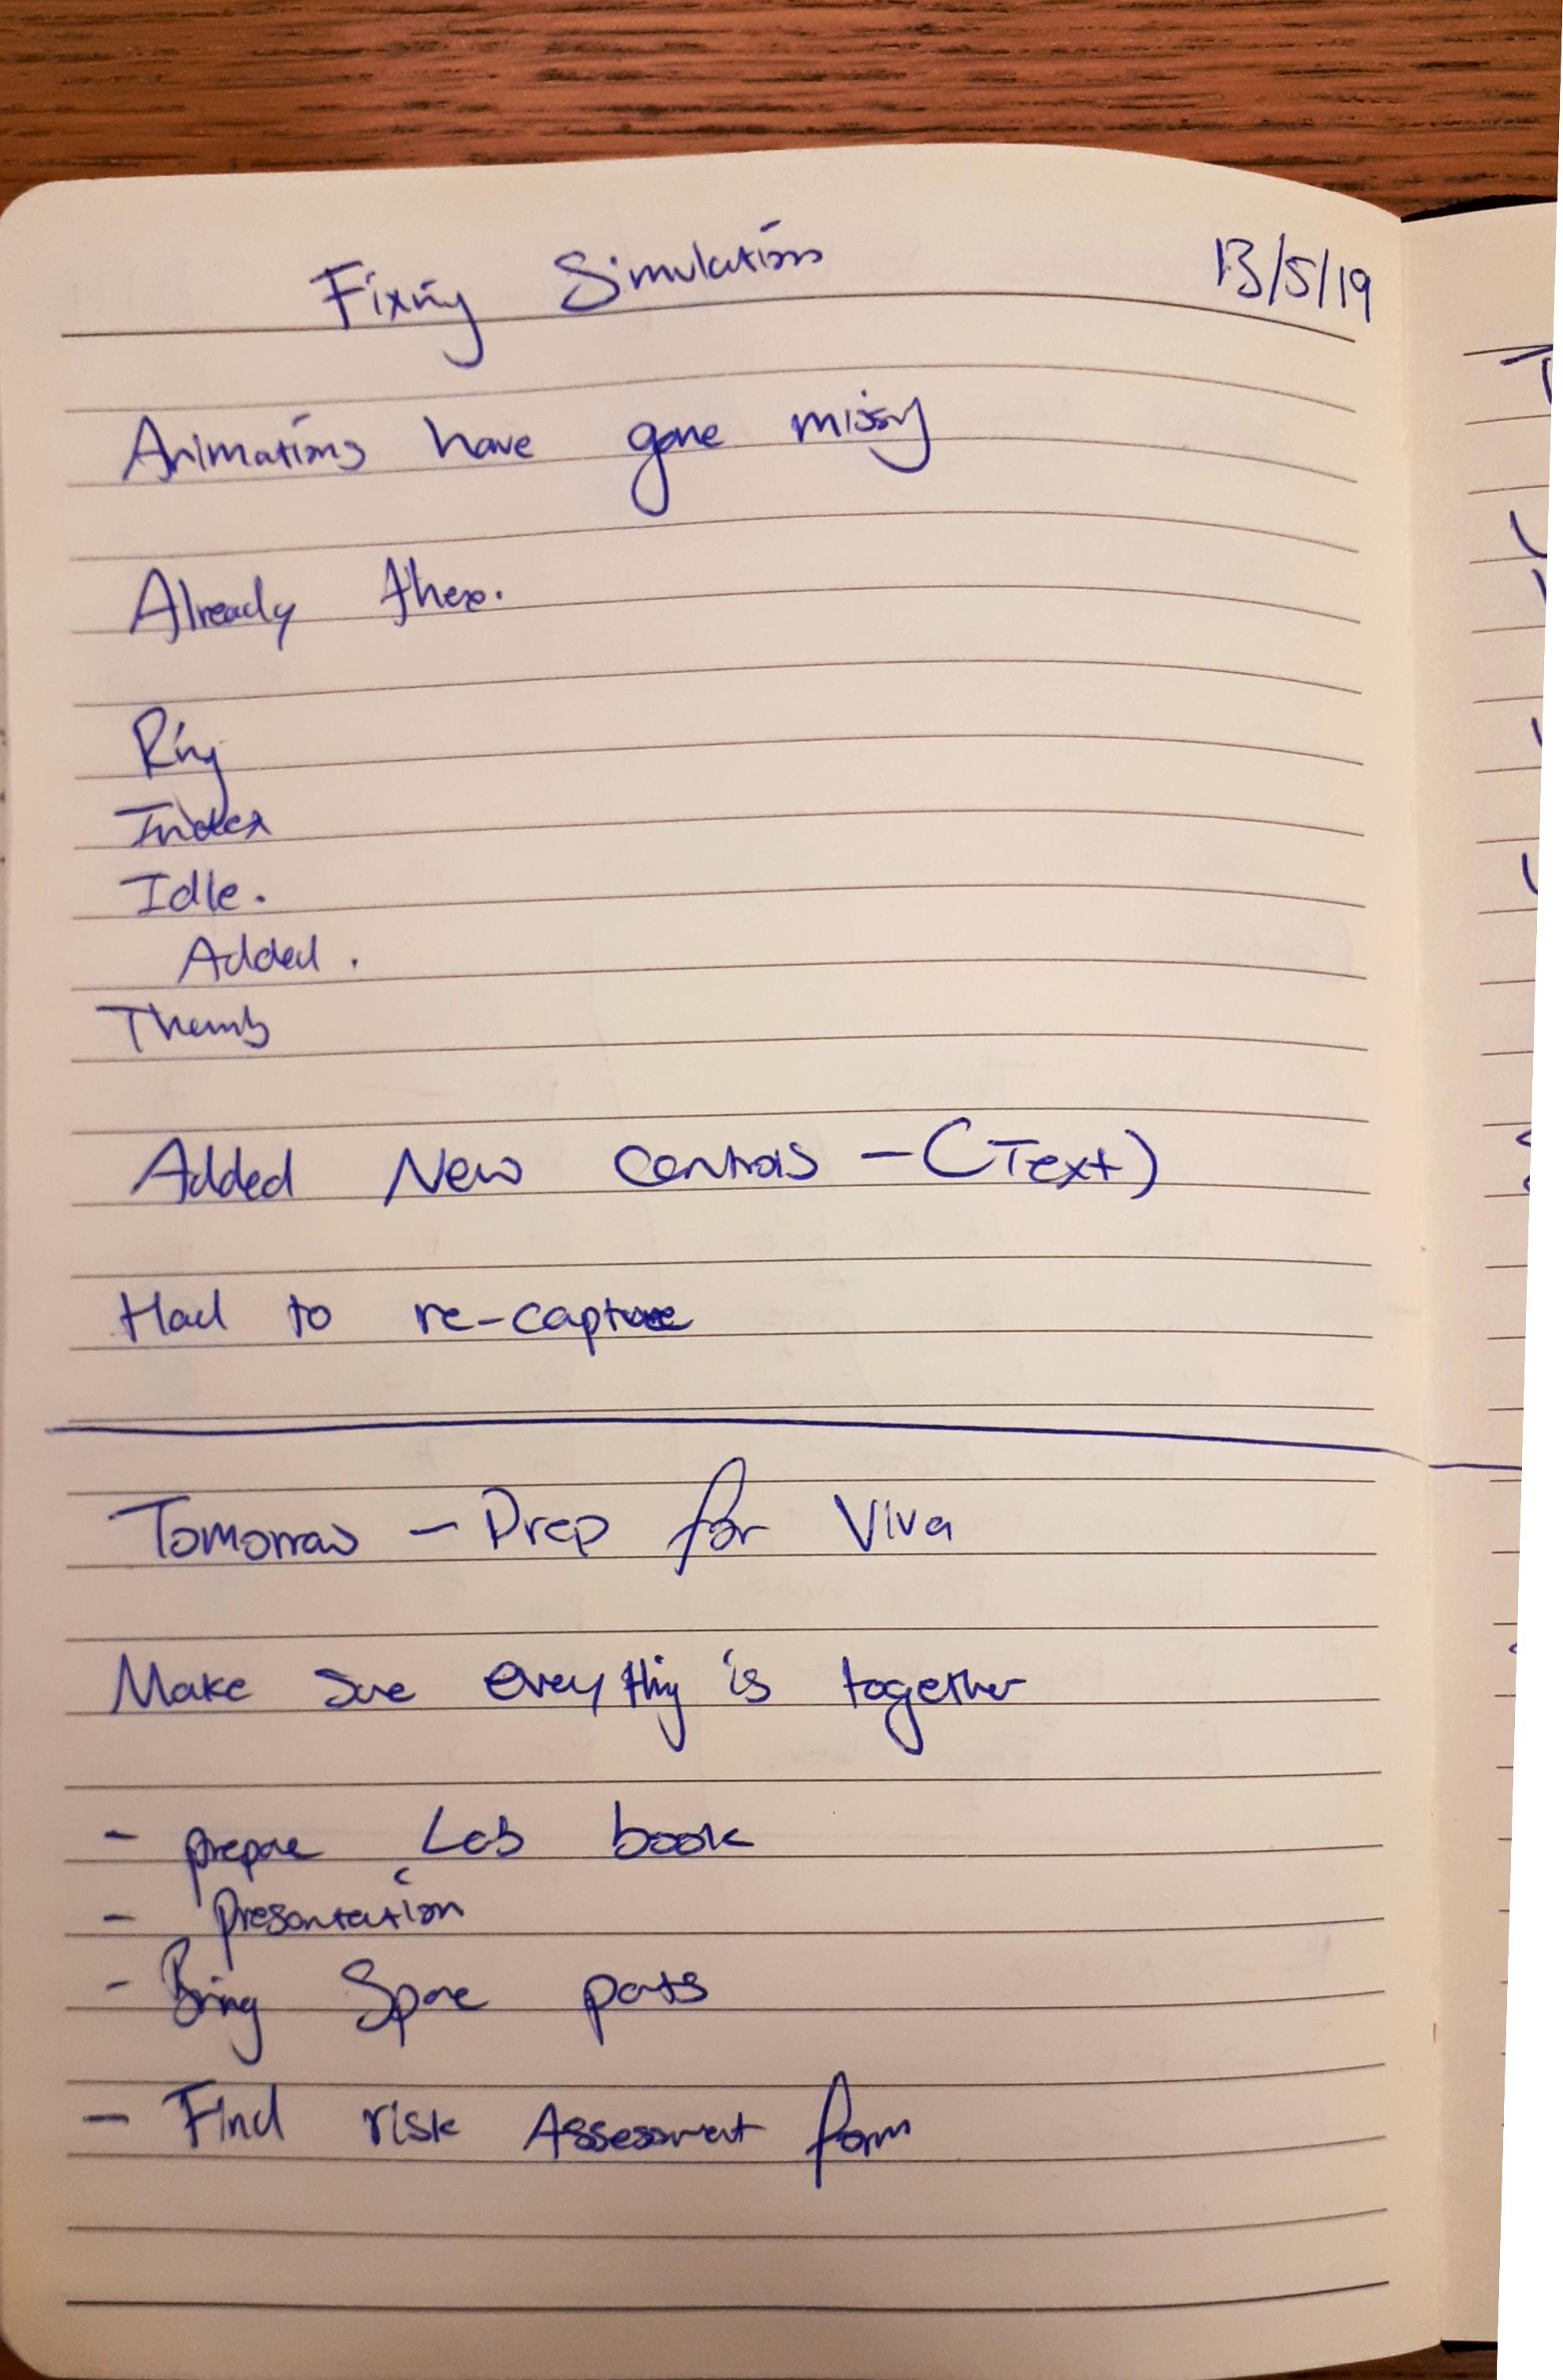 Fixing Simulations 13/5/19
Animations have gone missing
Already there.
Ring
Index
Idle.
Added.
Thumb
Added New Controls - (Text)
Had to re-capture
Tomorrow - Prep for Viva
Make sure everything is together
- prepare Lab book
- Presentation
- Bring Spare parts
- Find risk Assessment form